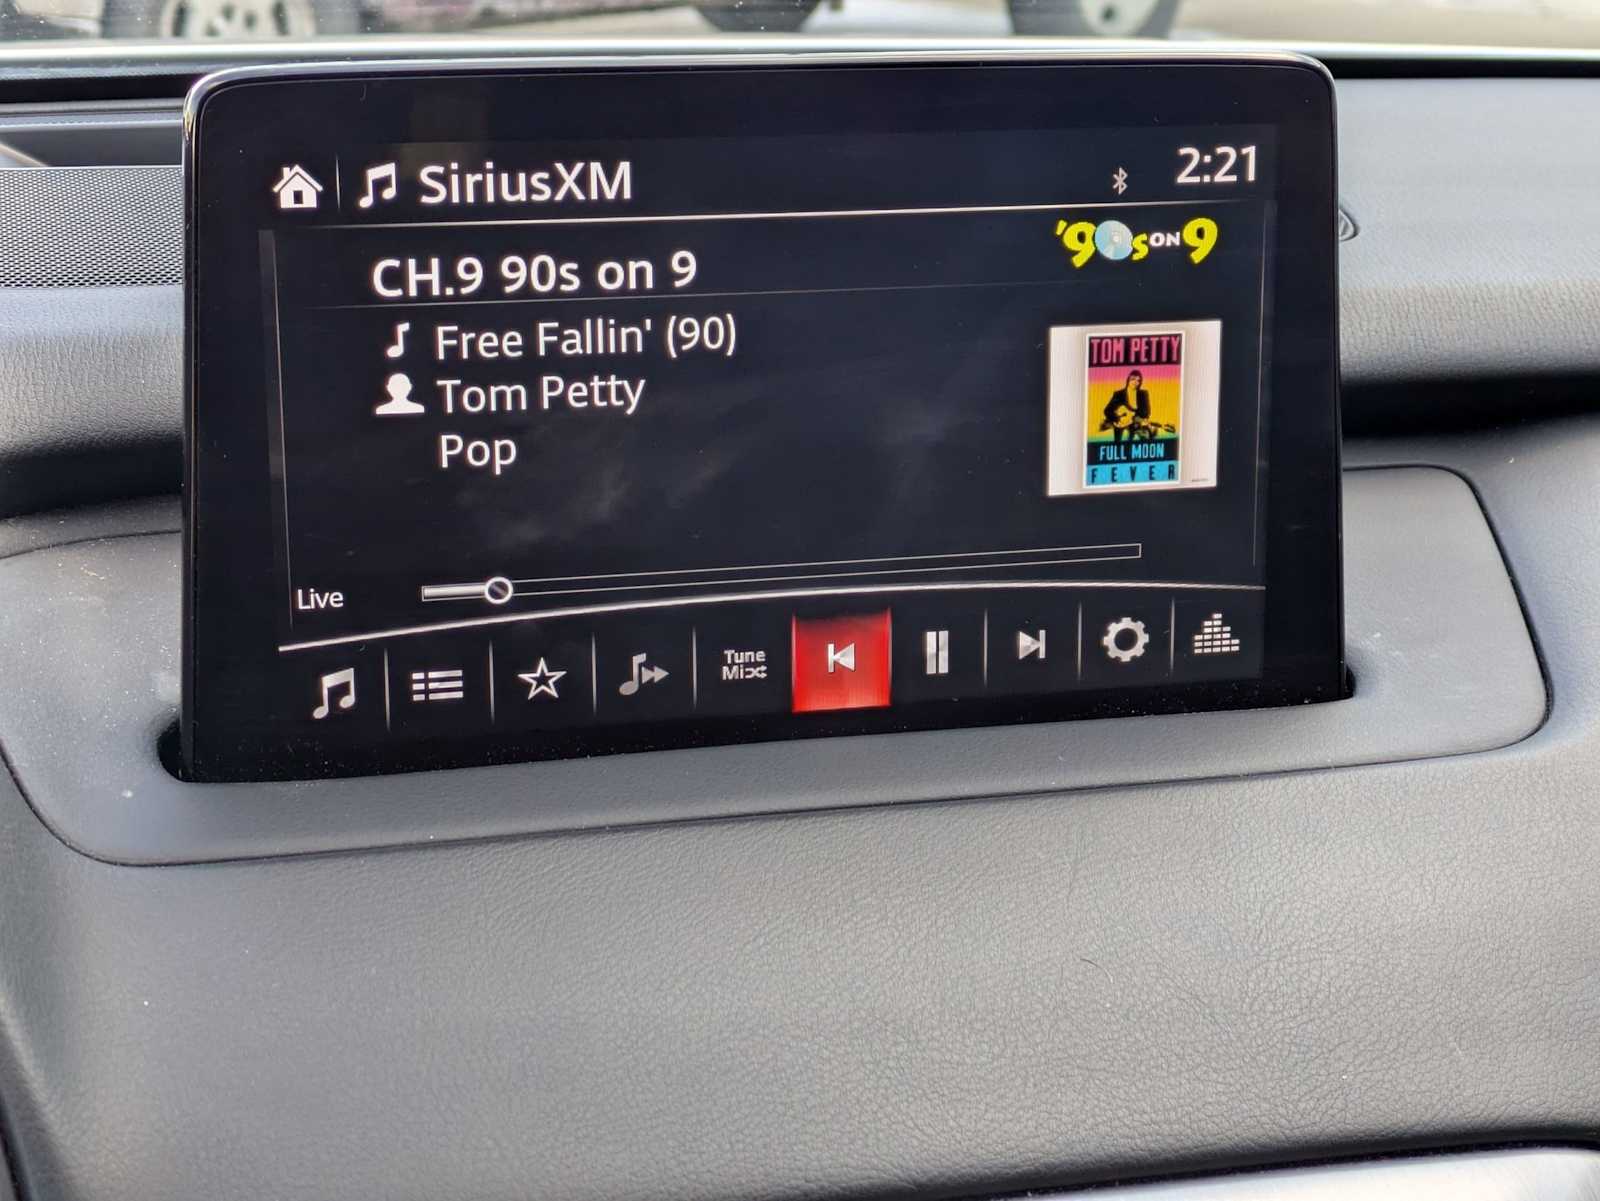 SiriusXM
2:21
CH.9 90s on 9
'90s ON 9
Free Fallin' (90)
Tom Petty
Pop
TOM PETTY
FULL MOON
FEVER
Live
Tune
Mix